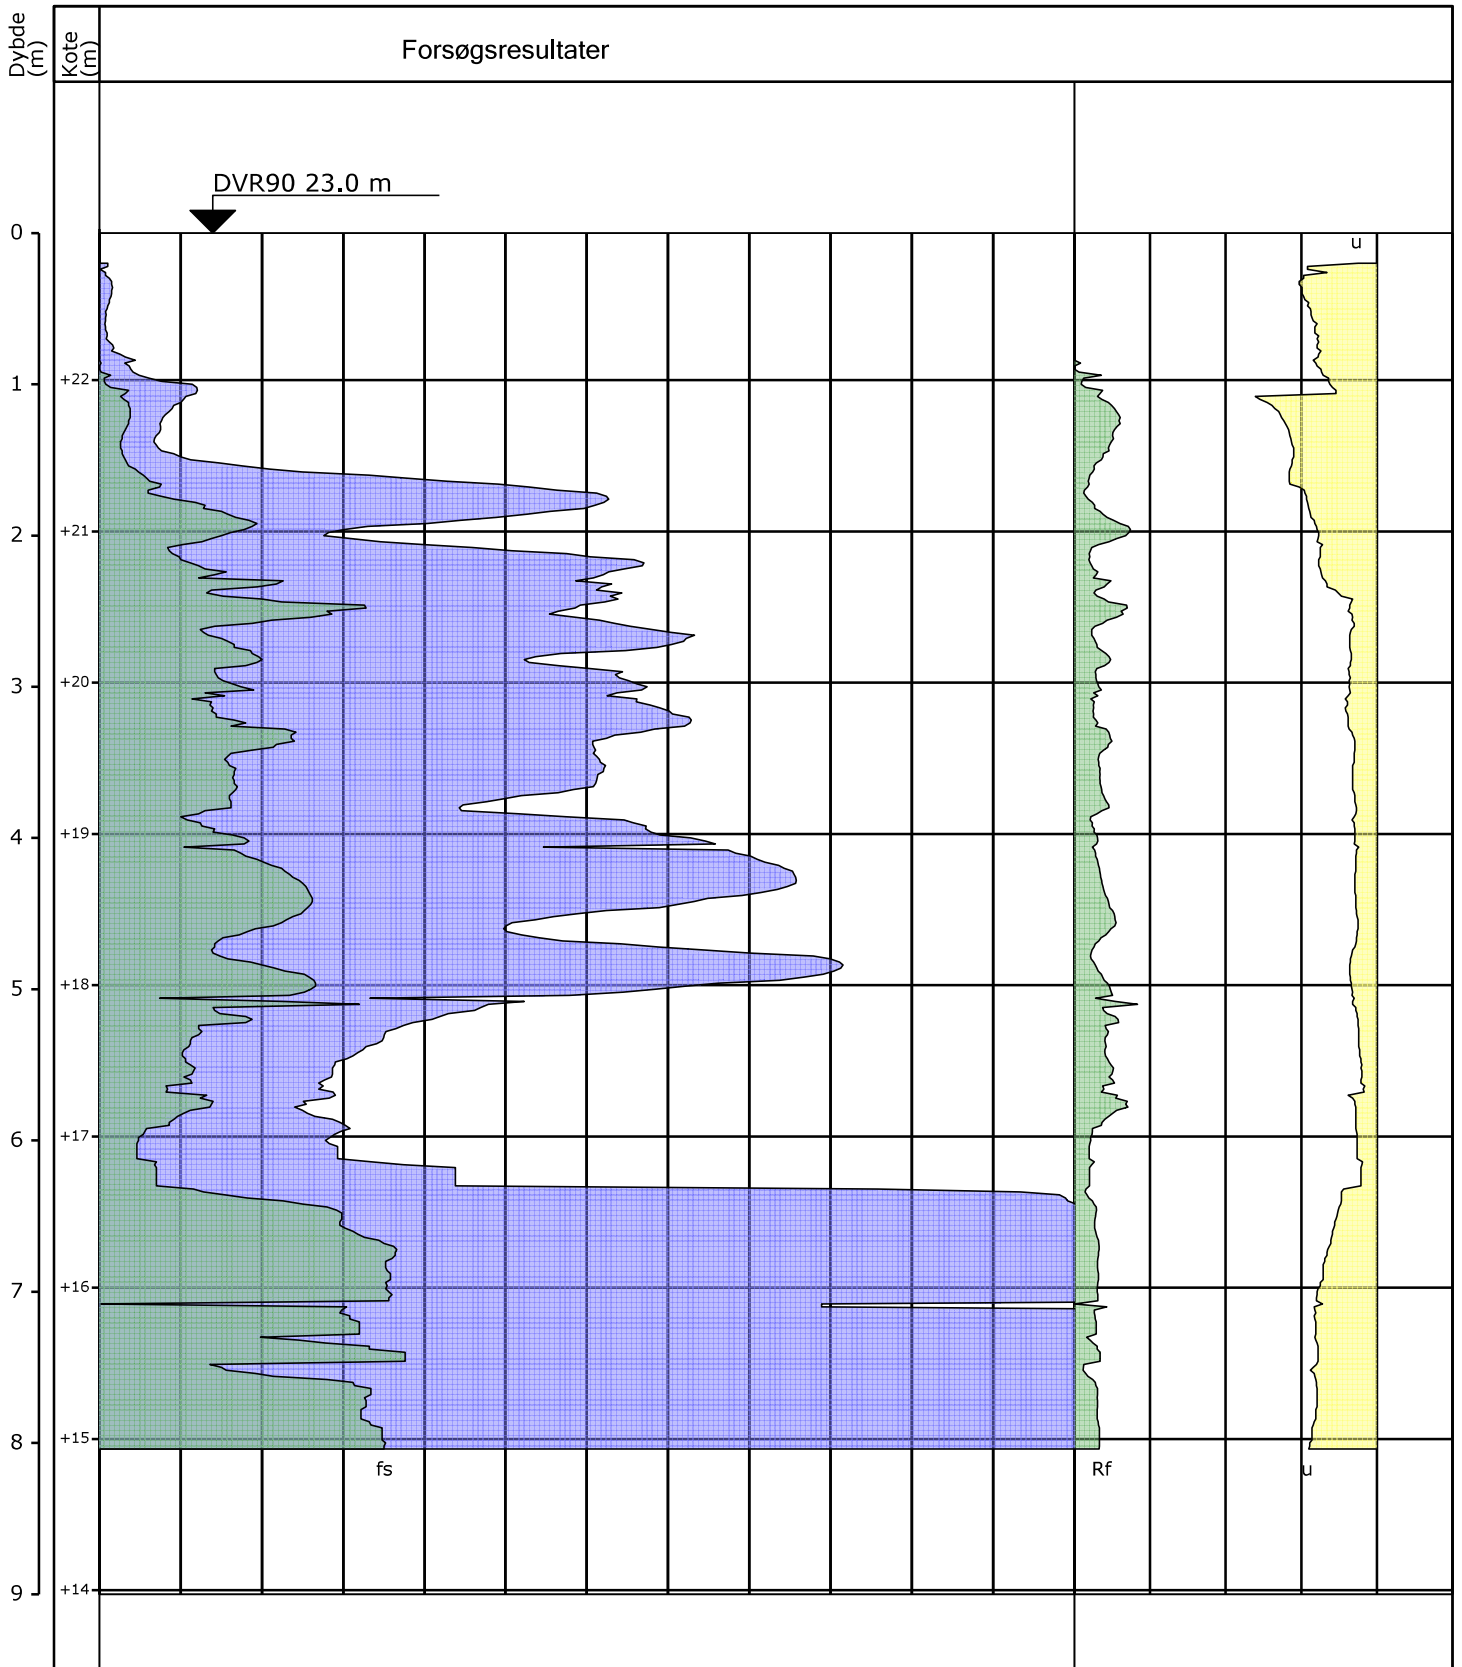 Dybde
(m)
Kote
(m)
Forsøgsresultater
DVR90 23.0 m
0
u
1
+22
2
+21
3
+20
4
+19
5
+18
6
+17
7
+16
8
+15
fs
Rf
u
9
+14